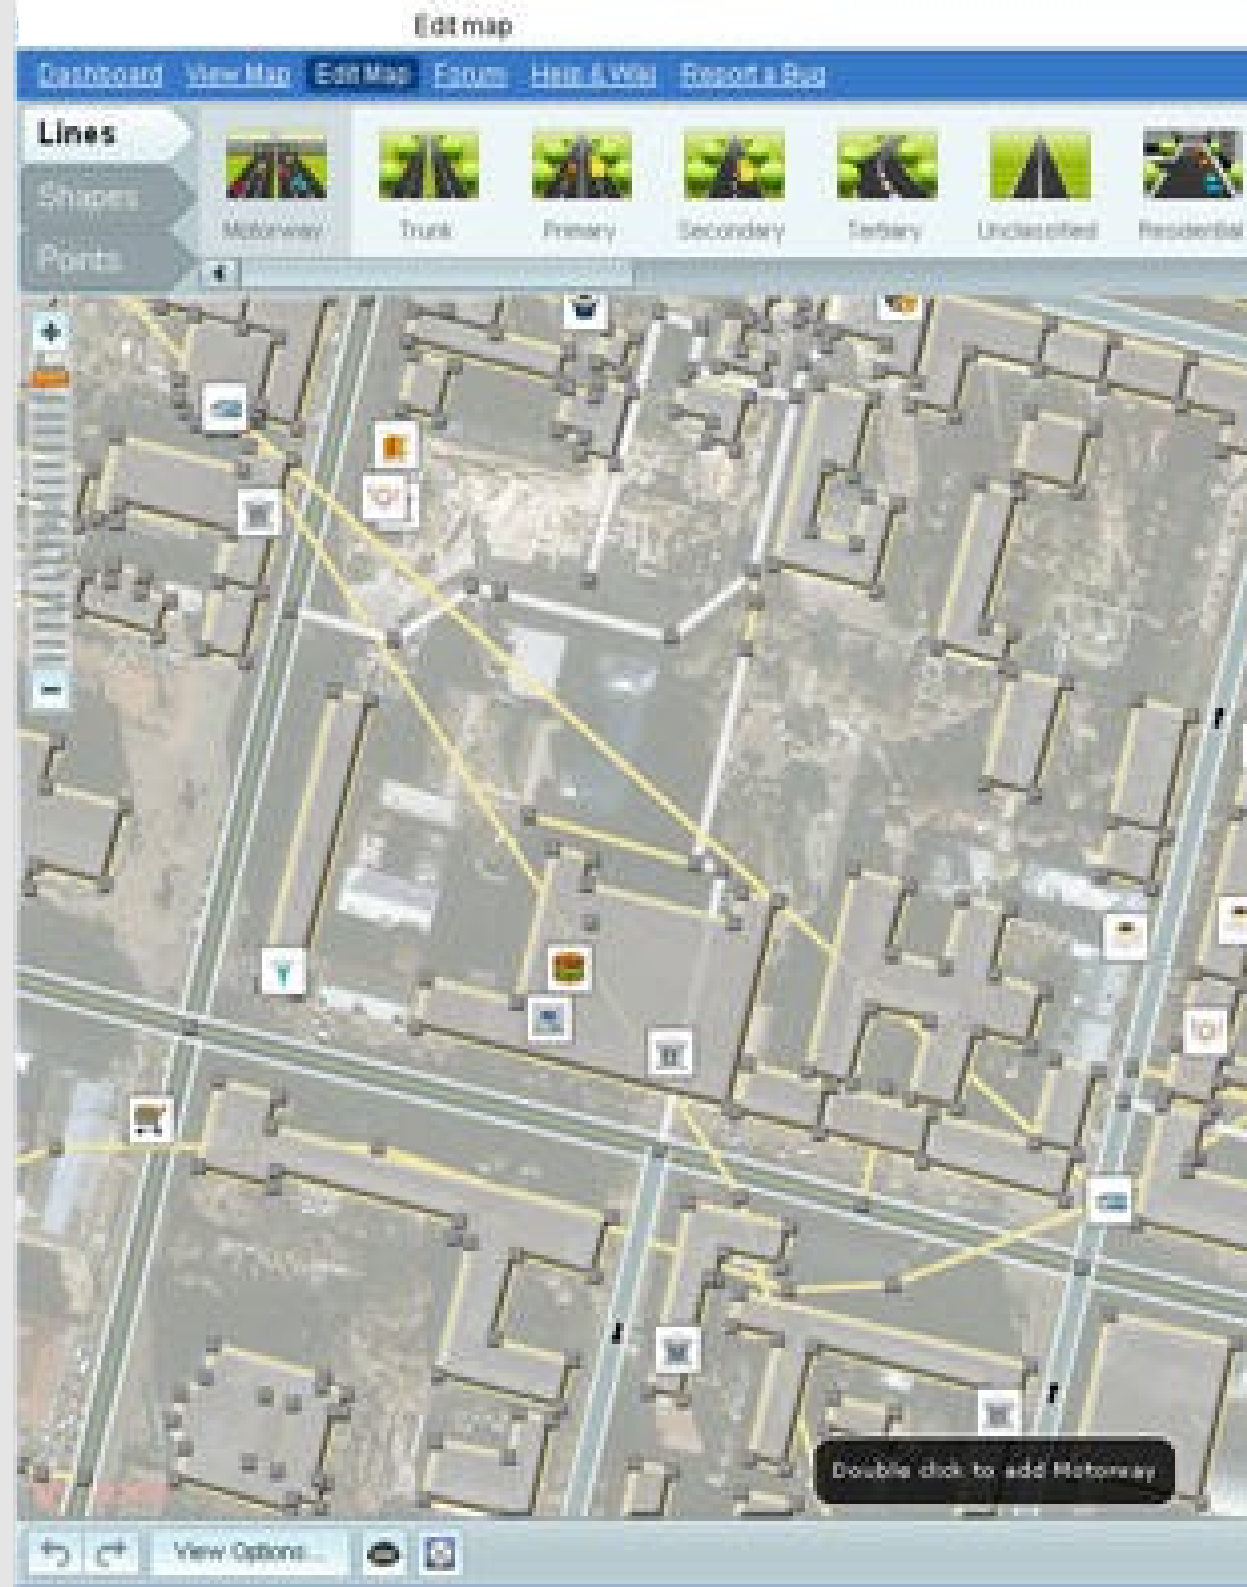 Edit map
Dashboard View Map Edit Map Forum Help & Wiki Report a Bug
Lines
Shapes
Points
Motorway Trunk Primary Secondary Tertiary Unclassified Residential
Double click to add Motorway
View Options...